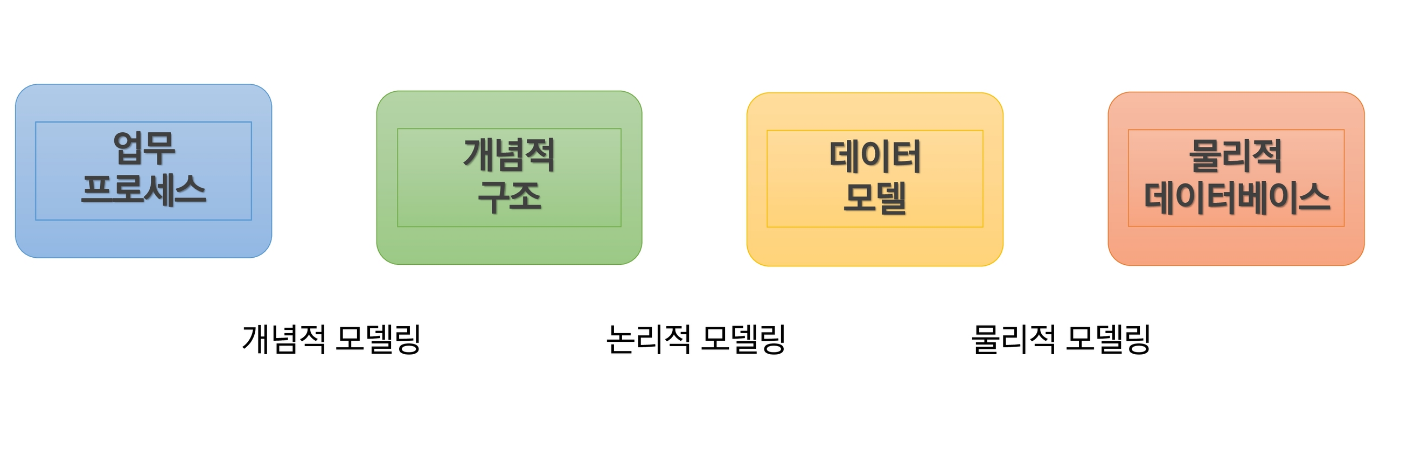 업무
프로세스
개념적
구조
데이터
모델
물리적
데이터베이스
개념적 모델링
논리적 모델링
물리적 모델링